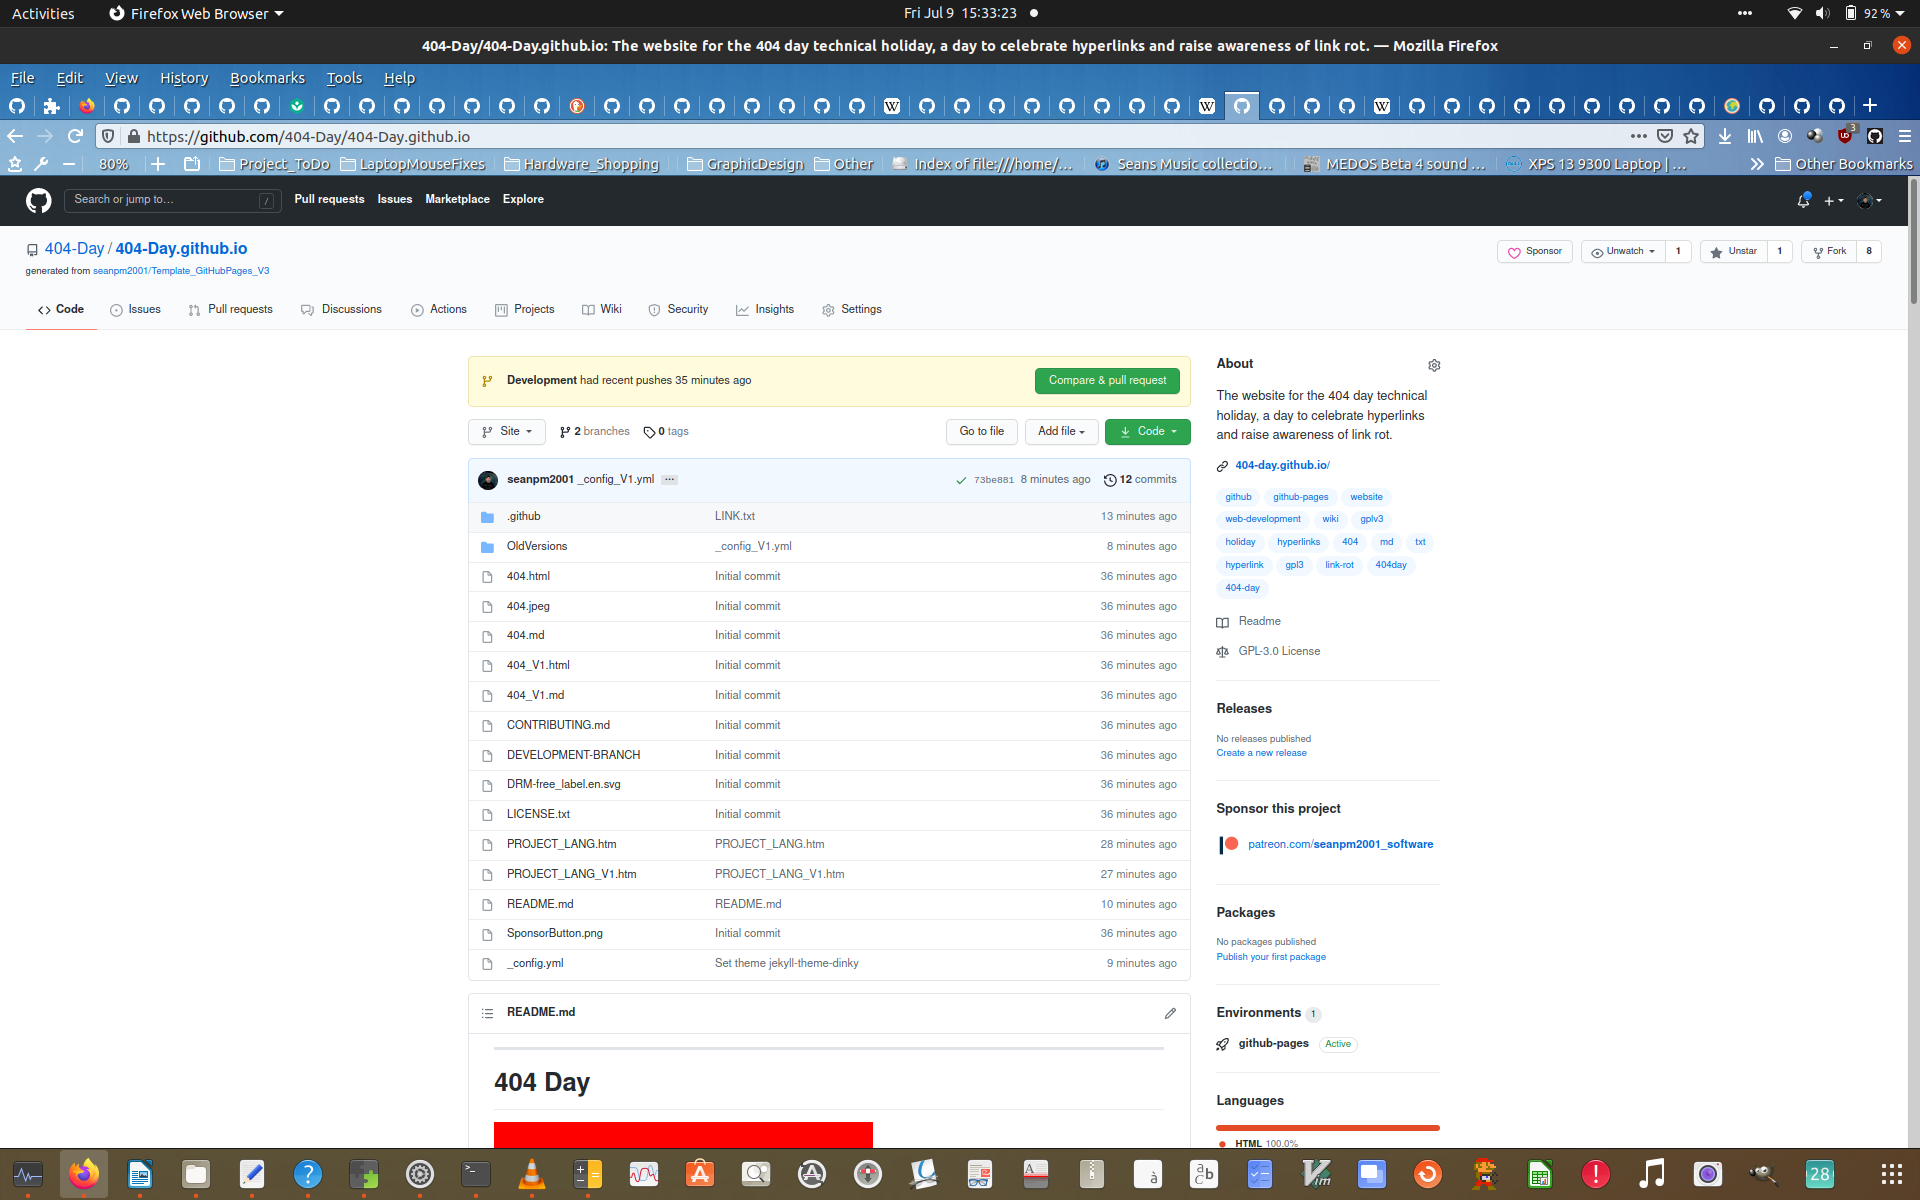 Activities Firefox Web Browser Fri Jul 9 15:33:23 92 %
404-Day/404-Day.github.io: The website for the 404 day technical holiday, a day to celebrate hyperlinks and raise awareness of link rot. — Mozilla Firefox
File Edit View History Bookmarks Tools Help
https://github.com/404-Day/404-Day.github.io 3
80% Project_ToDo LaptopMouseFixes Hardware_Shopping GraphicDesign Other Index of file:///home/... Seans Music collectio... MEDOS Beta 4 sound ... XPS 13 9300 Laptop | ... Other Bookmarks
Search or jump to... / Pull requests Issues Marketplace Explore
404-Day / 404-Day.github.io Sponsor Unwatch 1 Unstar 1 Fork 8
generated from seanpm2001/Template_GitHubPages_V3
Code Issues Pull requests Discussions Actions Projects Wiki Security Insights Settings
Development had recent pushes 35 minutes ago Compare & pull request
Site 2 branches 0 tags Go to file Add file Code
seanpm2001 _config_V1.yml ... 73be881 8 minutes ago 12 commits
.github LINK.txt 13 minutes ago
OldVersions _config_V1.yml 8 minutes ago
404.html Initial commit 36 minutes ago
404.jpeg Initial commit 36 minutes ago
404.md Initial commit 36 minutes ago
404_V1.html Initial commit 36 minutes ago
404_V1.md Initial commit 36 minutes ago
CONTRIBUTING.md Initial commit 36 minutes ago
DEVELOPMENT-BRANCH Initial commit 36 minutes ago
DRM-free_label.en.svg Initial commit 36 minutes ago
LICENSE.txt Initial commit 36 minutes ago
PROJECT_LANG.htm PROJECT_LANG.htm 28 minutes ago
PROJECT_LANG_V1.htm PROJECT_LANG_V1.htm 27 minutes ago
README.md README.md 10 minutes ago
SponsorButton.png Initial commit 36 minutes ago
_config.yml Set theme jekyll-theme-dinky 9 minutes ago
README.md
404 Day
About
The website for the 404 day technical
holiday, a day to celebrate hyperlinks
and raise awareness of link rot.
404-day.github.io/
github github-pages website
web-development wiki gplv3
holiday hyperlinks 404 md txt
hyperlink gpl3 link-rot 404day
404-day
Readme
GPL-3.0 License
Releases
No releases published
Create a new release
Sponsor this project
patreon.com/seanpm2001_software
Packages
No packages published
Publish your first package
Environments 1
github-pages Active
Languages
HTML 100.0%
28